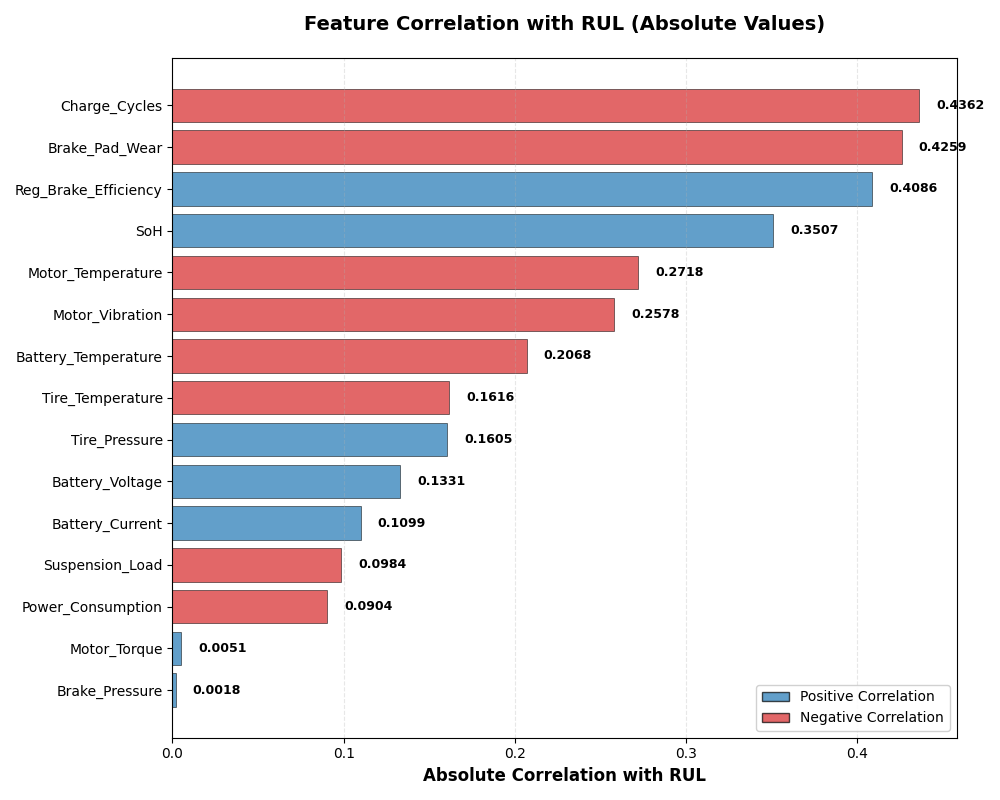 Feature Correlation with RUL (Absolute Values)
Charge_Cycles 0.4362
Brake_Pad_Wear 0.4259
Reg_Brake_Efficiency 0.4086
SoH 0.3507
Motor_Temperature 0.2718
Motor_Vibration 0.2578
Battery_Temperature 0.2068
Tire_Temperature 0.1616
Tire_Pressure 0.1605
Battery_Voltage 0.1331
Battery_Current 0.1099
Suspension_Load 0.0984
Power_Consumption 0.0904
Motor_Torque 0.0051
Brake_Pressure 0.0018
Positive Correlation
Negative Correlation
0.0 0.1 0.2 0.3 0.4
Absolute Correlation with RUL